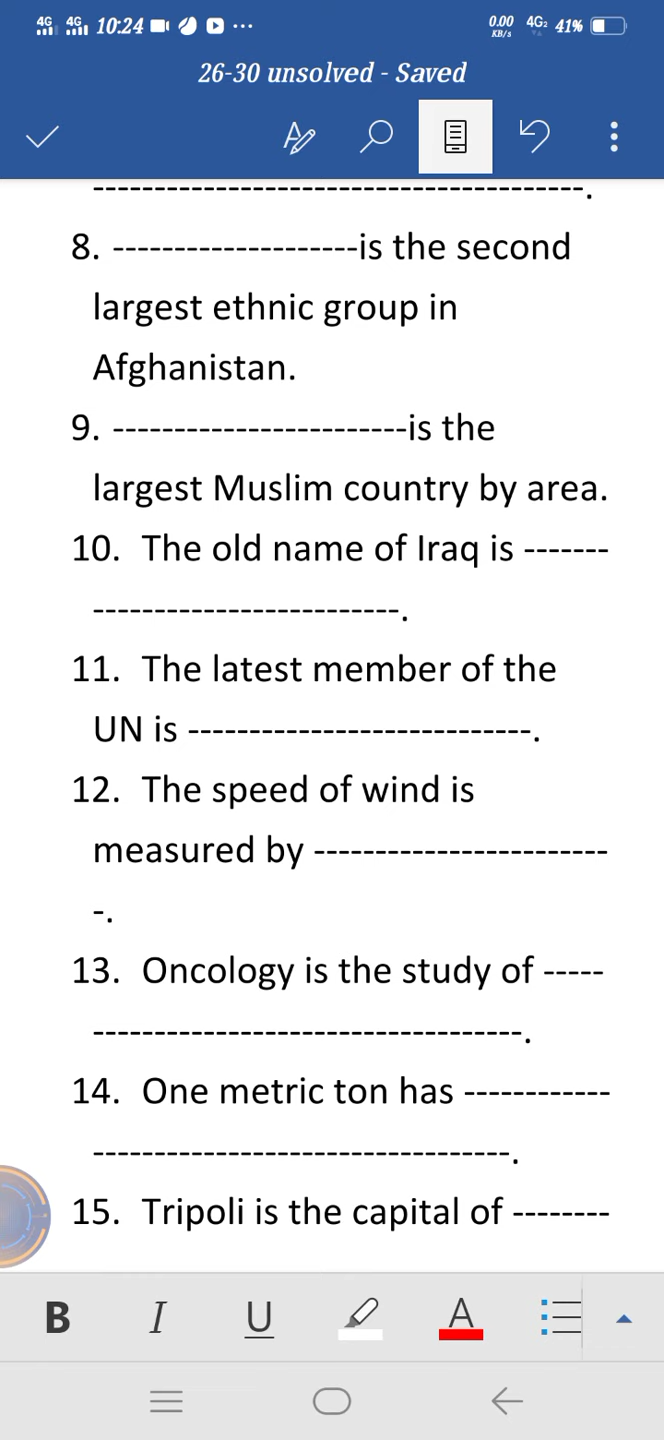 4G 4G 10:24 ... 0.00 KB/s 4G2 41%
26-30 unsolved - Saved
---------------------------------------.
8. --------------------is the second
largest ethnic group in
Afghanistan.
9. ------------------------is the
largest Muslim country by area.
10. The old name of Iraq is -------
-------------------------.
11. The latest member of the
UN is ----------------------------.
12. The speed of wind is
measured by ------------------------
-.
13. Oncology is the study of -----
-----------------------------------.
14. One metric ton has ------------
----------------------------------.
15. Tripoli is the capital of --------
B I U A